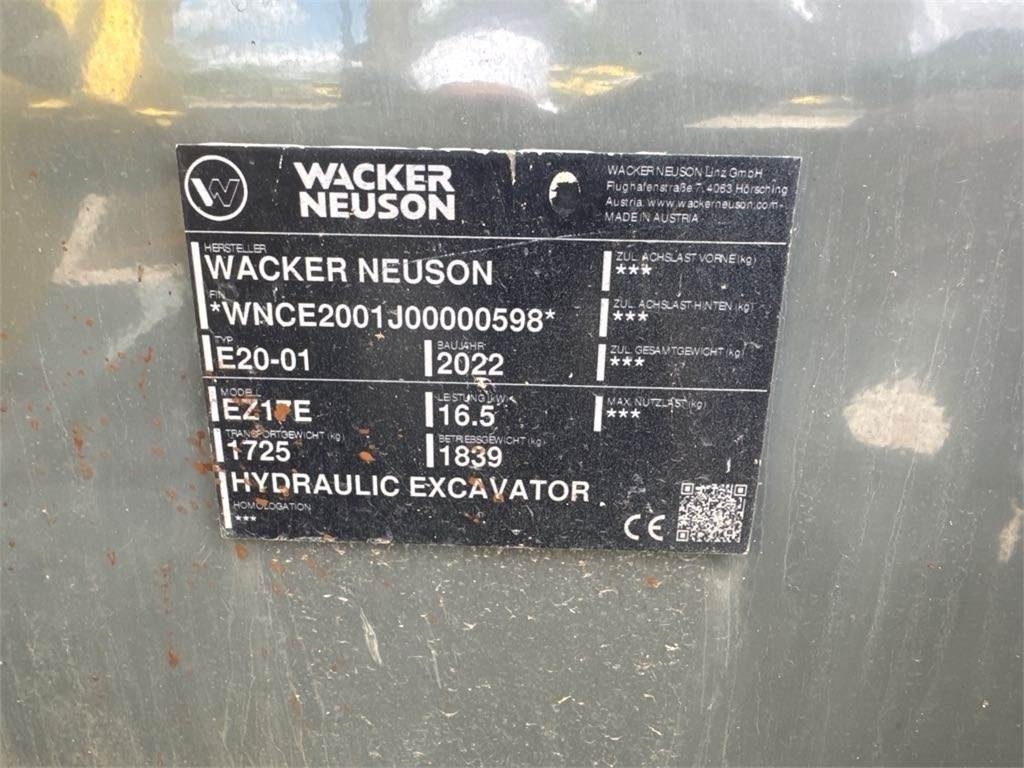 WACKER
NEUSON
WACKER NEUSON Linz GmbH
Flughafenstraße 7, 4063 Hörsching
Austria, www.wackerneuson.com-
MADE IN AUSTRIA
HERSTELLER
WACKER NEUSON
FIN
*WNCE2001J00000598*
TYP
E20-01
BAUJAHR
2022
ZUL. ACHSLAST VORNE (kg)
***
ZUL. ACHSLAST-HINTEN (kg)
***
ZUL. GESAMTGEWICHT (kg)
***
MODELL
EZ17E
LEISTUNG (kW)
16.5
MAX. NUTZLAST (kg)
***
TRANSPORTGEWICHT (kg)
1725
BETRIEBSGEWICHT (kg)
1839
HYDRAULIC EXCAVATOR
HOMOLOGATION
***
CE